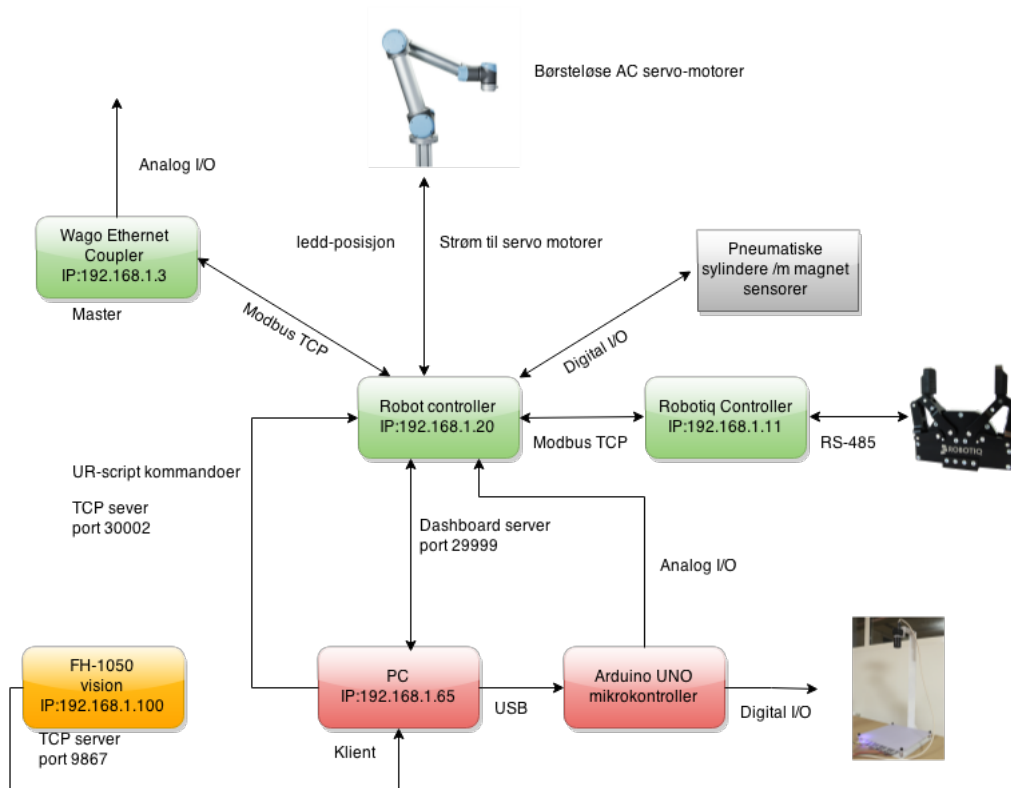 Børsteløse AC servo-motorer
Analog I/O
Wago Ethernet
Coupler
IP:192.168.1.3
Master
ledd-posisjon
Strøm til servo motorer
Pneumatiske
sylindere /m magnet
sensorer
Modbus TCP
Digital I/O
Robot controller
IP:192.168.1.20
Modbus TCP
Robotiq Controller
IP:192.168.1.11
RS-485
ROBOTIQ
UR-script kommandoer
TCP sever
port 30002
Dashboard server
port 29999
Analog I/O
FH-1050
vision
IP:192.168.1.100
TCP server
port 9867
PC
IP:192.168.1.65
Klient
USB
Arduino UNO
mikrokontroller
Digital I/O